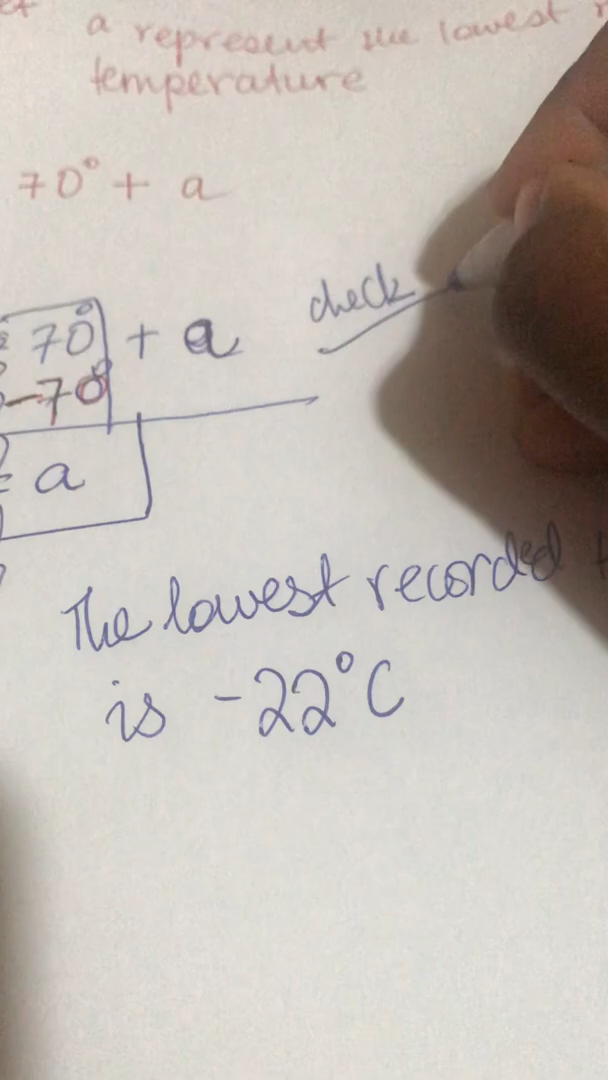 a represent the lowest
temperature
70° + a
70° + a
-70°
a
check
The lowest recorded
is -22°C